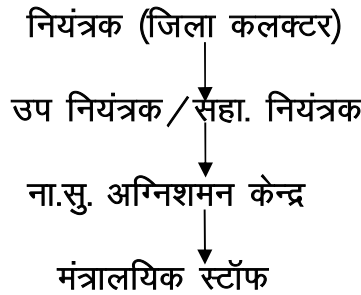 नियंत्रक (जिला कलक्टर)
उप नियंत्रक/सहा. नियंत्रक
ना.सु. अग्निशमन केन्द्र
मंत्रालयिक स्टॉफ